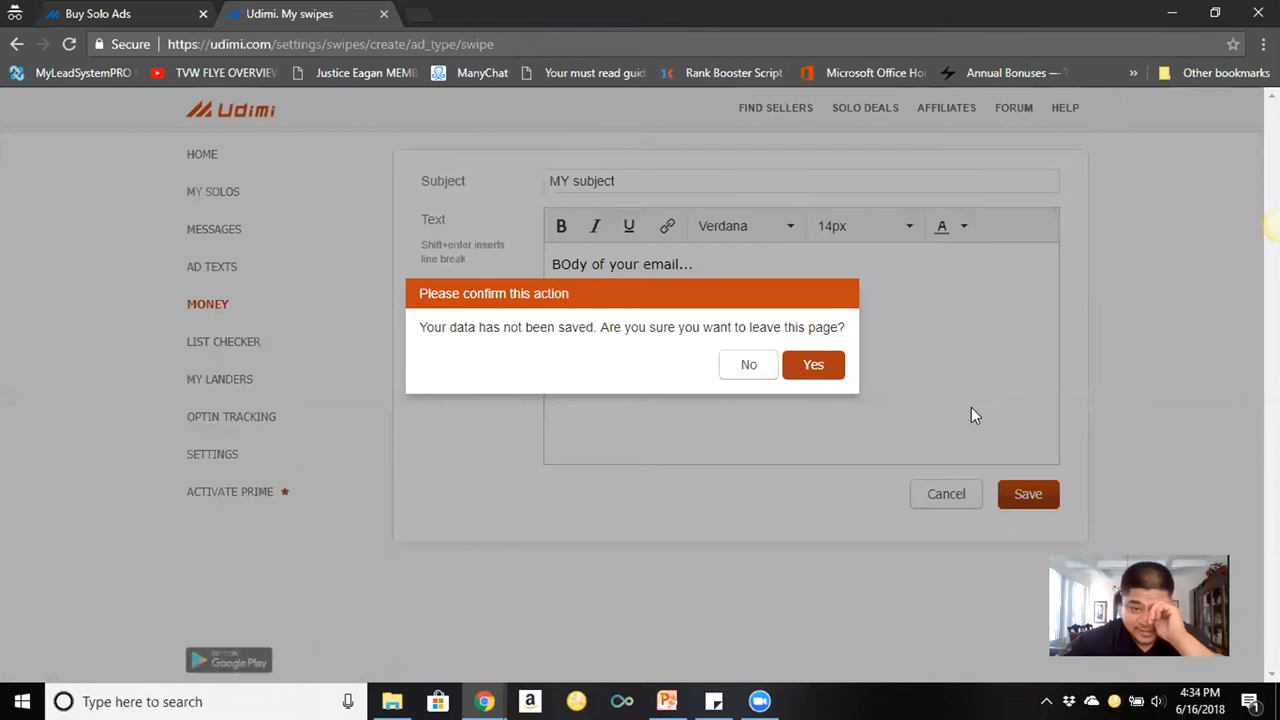 Buy Solo Ads
Udimi. My swipes
Secure
https://udimi.com/settings/swipes/create/ad_type/swipe
MyLeadSystemPRO
TVW FLYE OVERVIEW
Justice Eagan MEMB
ManyChat
Your must read guid
Rank Booster Script
Microsoft Office Ho
Annual Bonuses — T
»
Other bookmarks
Udimi
FIND SELLERS
SOLO DEALS
AFFILIATES
FORUM
HELP
HOME
MY SOLOS
MESSAGES
AD TEXTS
MONEY
LIST CHECKER
MY LANDERS
OPTIN TRACKING
SETTINGS
ACTIVATE PRIME
Subject
MY subject
Text
Shift+enter inserts
line break
B I U Verdana 14px A
BOdy of your email...
Please confirm this action
Your data has not been saved. Are you sure you want to leave this page?
No
Yes
Cancel
Save
Google Play
Type here to search
4:34 PM
6/16/2018